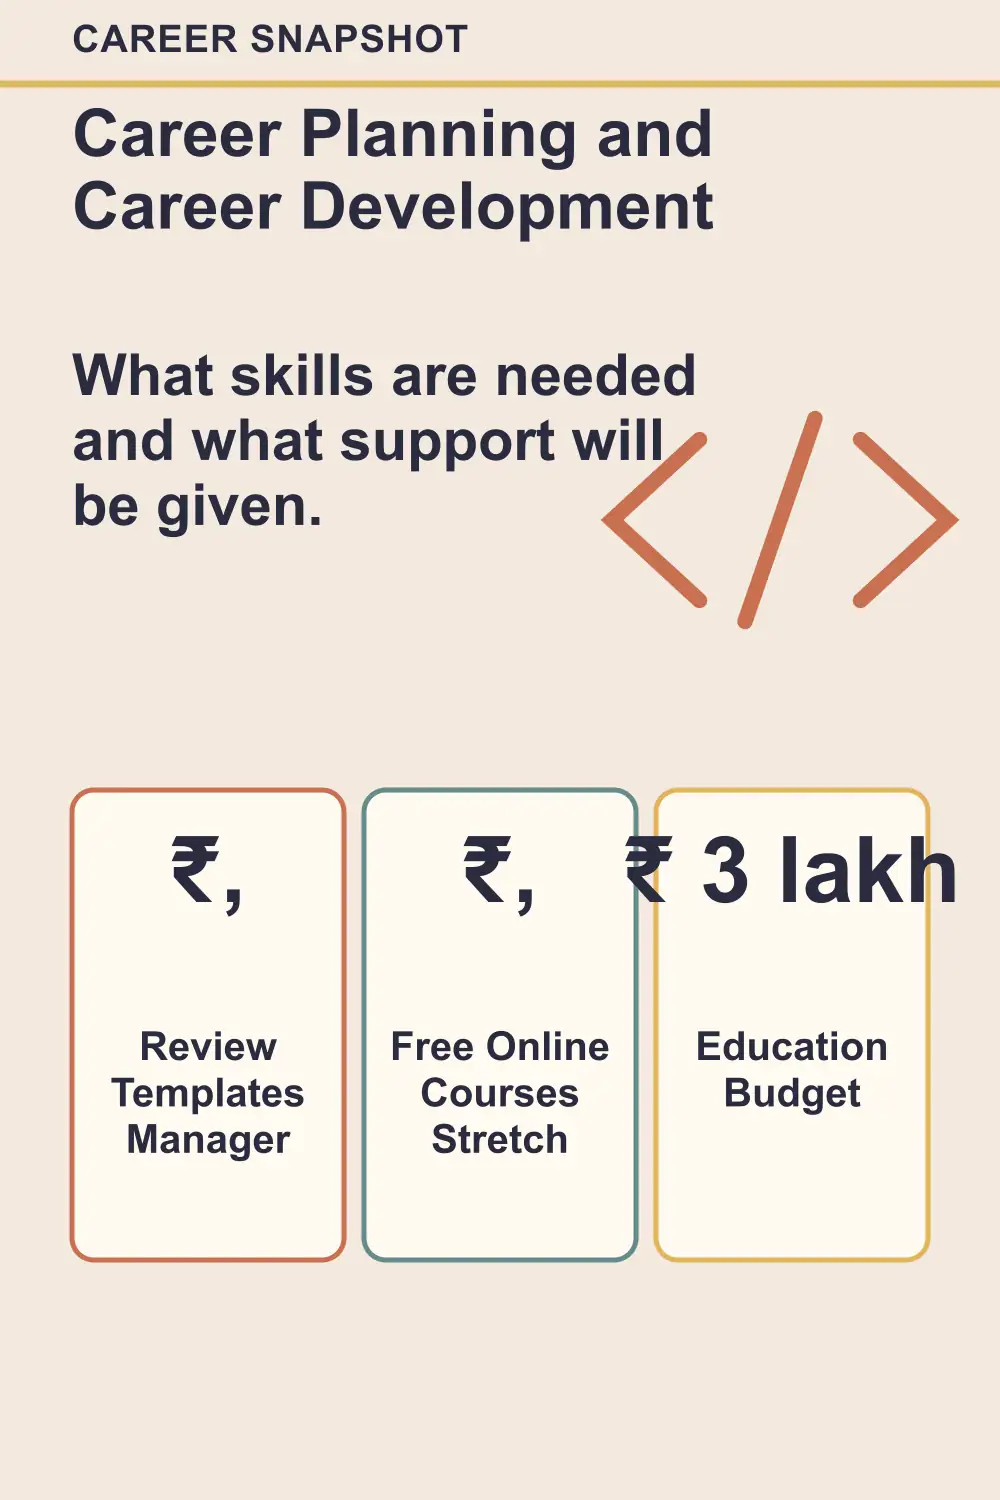 CAREER SNAPSHOT
Career Planning and
Career Development
What skills are needed
and what support will
be given.
</>
₹,
Review
Templates
Manager
₹,
Free Online
Courses
Stretch
₹ 3 lakh
Education
Budget